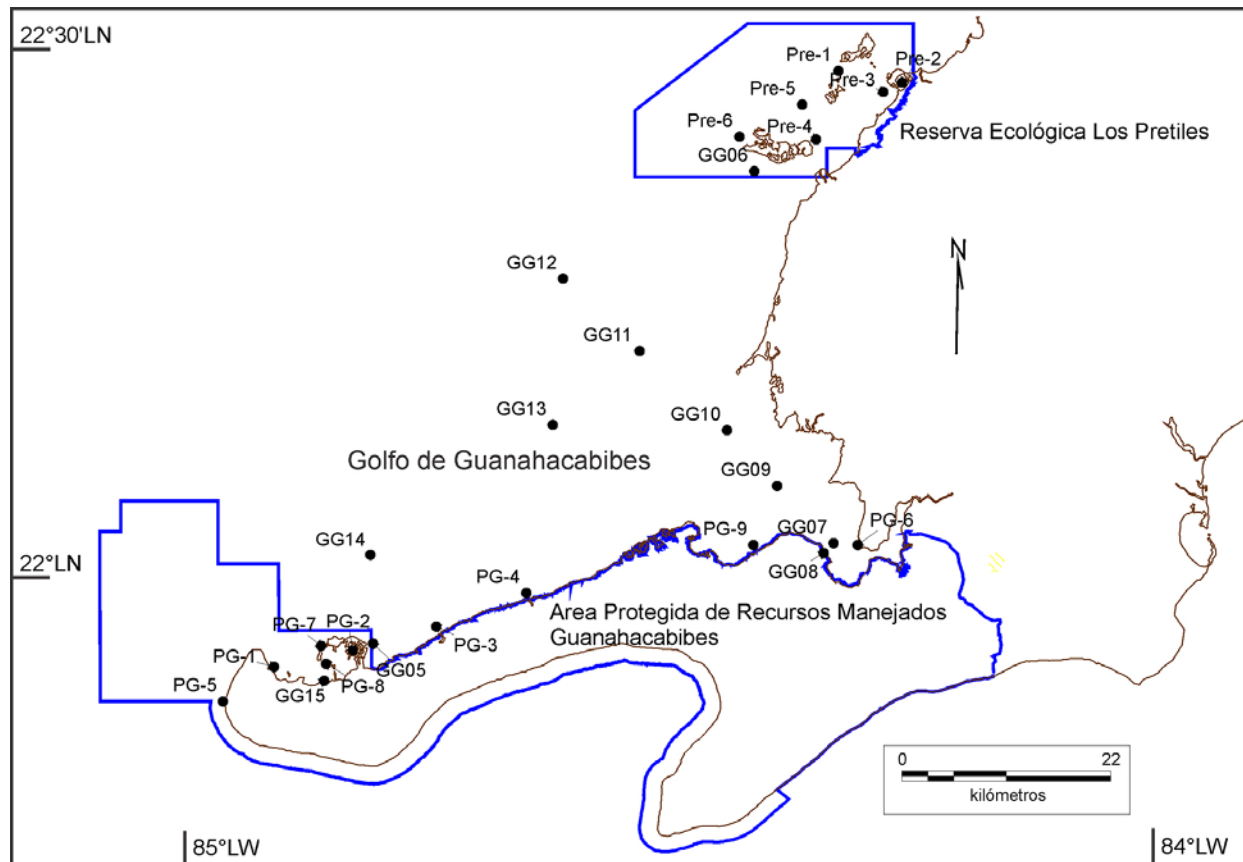 22°30'LN
Pre-1
Pre-2
Pre-3
Pre-5
Pre-6
Pre-4
Reserva Ecológica Los Pretiles
GG06
N
GG12
GG11
GG13
GG10
Golfo de Guanahacabibes
GG09
GG14
PG-9
GG07
PG-6
GG08
22°LN
PG-4
Area Protegida de Recursos Manejados
Guanahacabibes
PG-7
PG-2
PG-3
PG-1
GG05
GG15
PG-8
PG-5
0
22
kilómetros
85°LW
84°LW